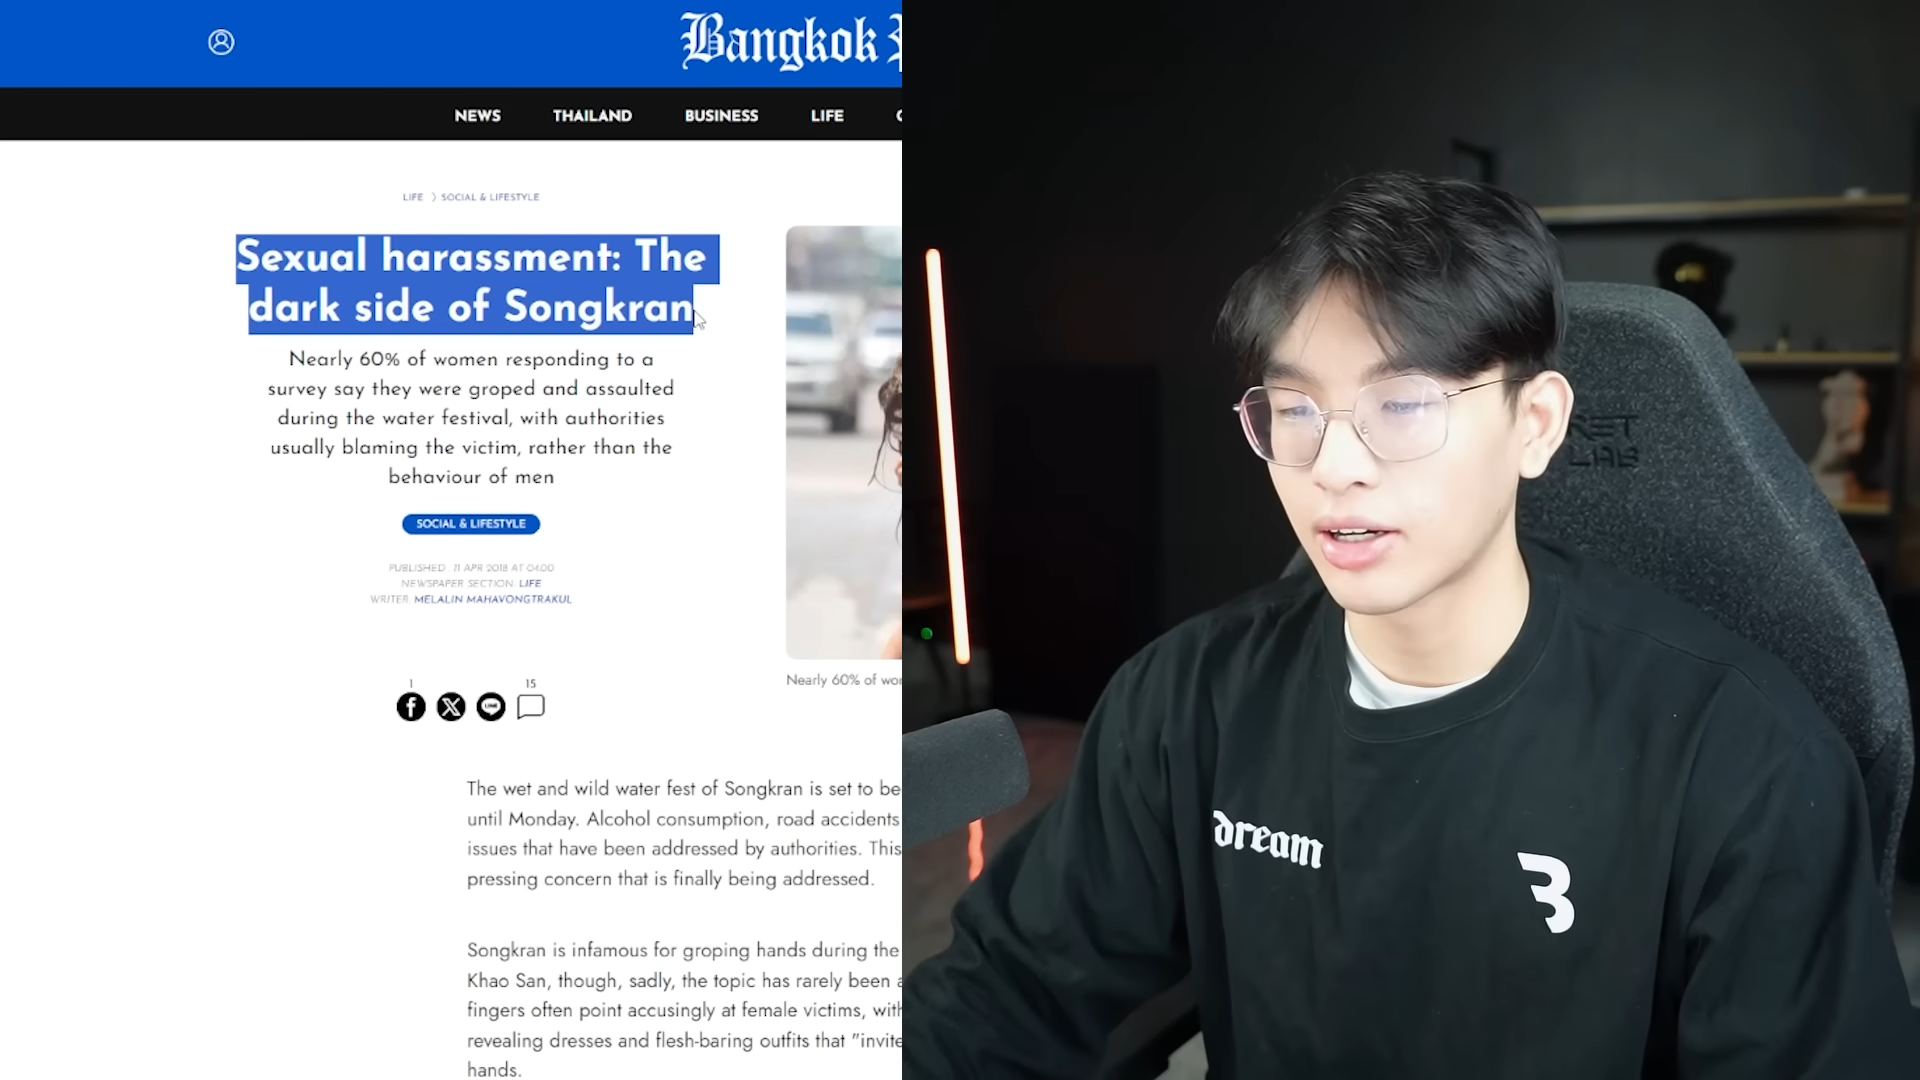 Bangkok
NEWS THAILAND BUSINESS LIFE
LIFE > SOCIAL & LIFESTYLE
Sexual harassment: The
dark side of Songkran
Nearly 60% of women responding to a
survey say they were groped and assaulted
during the water festival, with authorities
usually blaming the victim, rather than the
behaviour of men
SOCIAL & LIFESTYLE
PUBLISHED : 11 APR 2018 AT 04:00
NEWSPAPER SECTION: LIFE
WRITER: MELALIN MAHAVONGTRAKUL
1 15
LINE
Nearly 60% of
The wet and wild water fest of Songkran is set to be
until Monday. Alcohol consumption, road accidents
issues that have been addressed by authorities. This
pressing concern that is finally being addressed.
Songkran is infamous for groping hands during the
Khao San, though, sadly, the topic has rarely been
fingers often point accusingly at female victims,
revealing dresses and flesh-baring outfits that "invite
hands.
dream
3
LAB